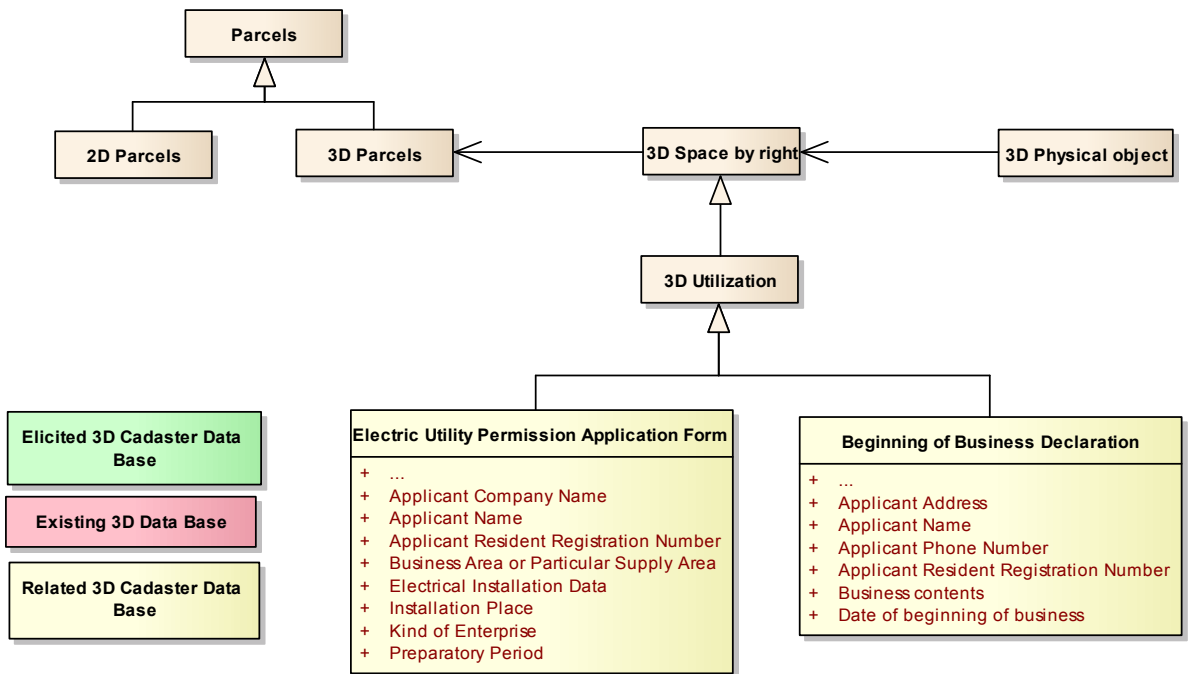 Parcels
2D Parcels
3D Parcels
3D Space by right
3D Physical object
3D Utilization
Elicited 3D Cadaster Data
Base
Existing 3D Data Base
Related 3D Cadaster Data
Base
Electric Utility Permission Application Form
+ ...
+ Applicant Company Name
+ Applicant Name
+ Applicant Resident Registration Number
+ Business Area or Particular Supply Area
+ Electrical Installation Data
+ Installation Place
+ Kind of Enterprise
+ Preparatory Period
Beginning of Business Declaration
+ ...
+ Applicant Address
+ Applicant Name
+ Applicant Phone Number
+ Applicant Resident Registration Number
+ Business contents
+ Date of beginning of business